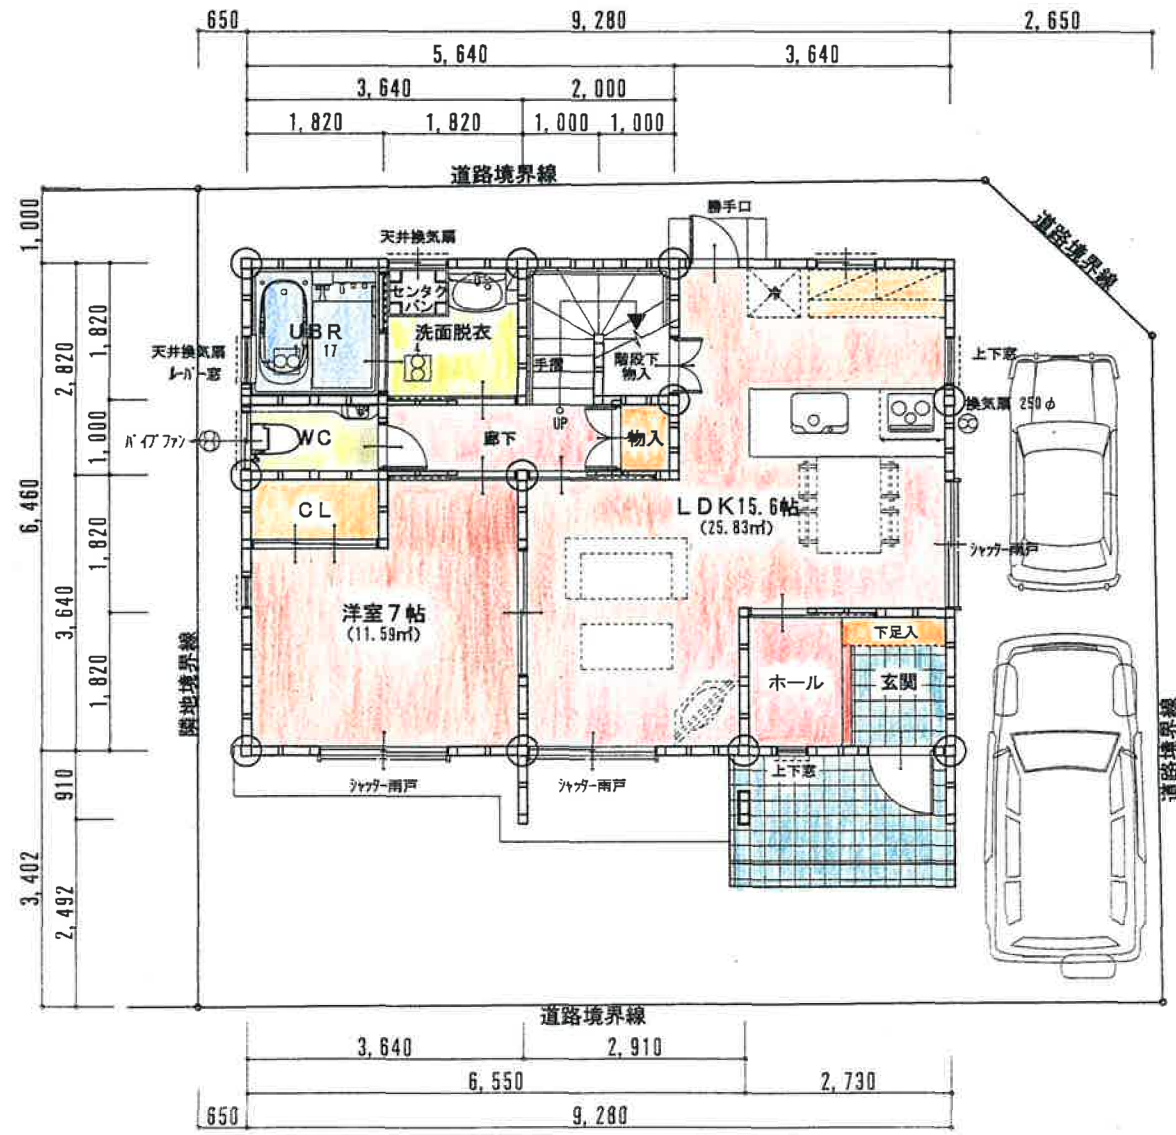 650
9,280
2,650
5,640
3,640
3,640
2,000
1,820
1,820
1,000
1,000
道路境界線
1,000
勝手口
道路境界線
天井換気扇
センタク
パン
冷
1,820
2,820
UBR
17
洗面脱衣
手摺
階段下
物入
天井換気扇
ルーバー窓
上下窓
換気扇 250φ
UP
1,000
パイプファン
WC
廊下
物入
6,460
CL
LDK15.6帖
(25.83㎡)
1,820
シャッター雨戸
3,640
洋室7帖
(11.59㎡)
下足入
隣地境界線
1,820
ホール
玄関
道路境界線
シャッター雨戸
シャッター雨戸
上下窓
910
3,402
2,492
道路境界線
3,640
2,910
6,550
2,730
650
9,280